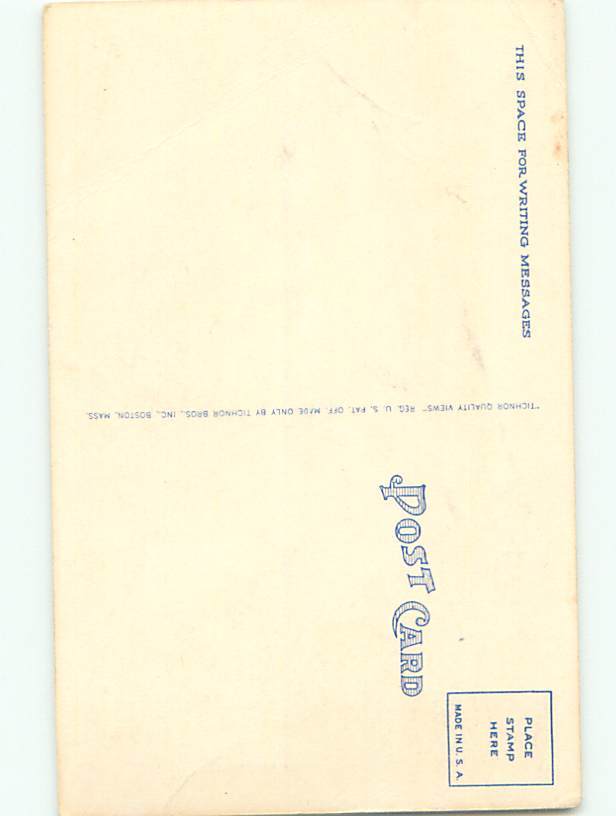 THIS SPACE FOR WRITING MESSAGES
"TICHNOR QUALITY VIEWS" REG. U. S. PAT. OFF. MADE ONLY BY TICHNOR BROS., INC., BOSTON, MASS.
POST CARD
PLACE
STAMP
HERE
MADE IN U. S. A.